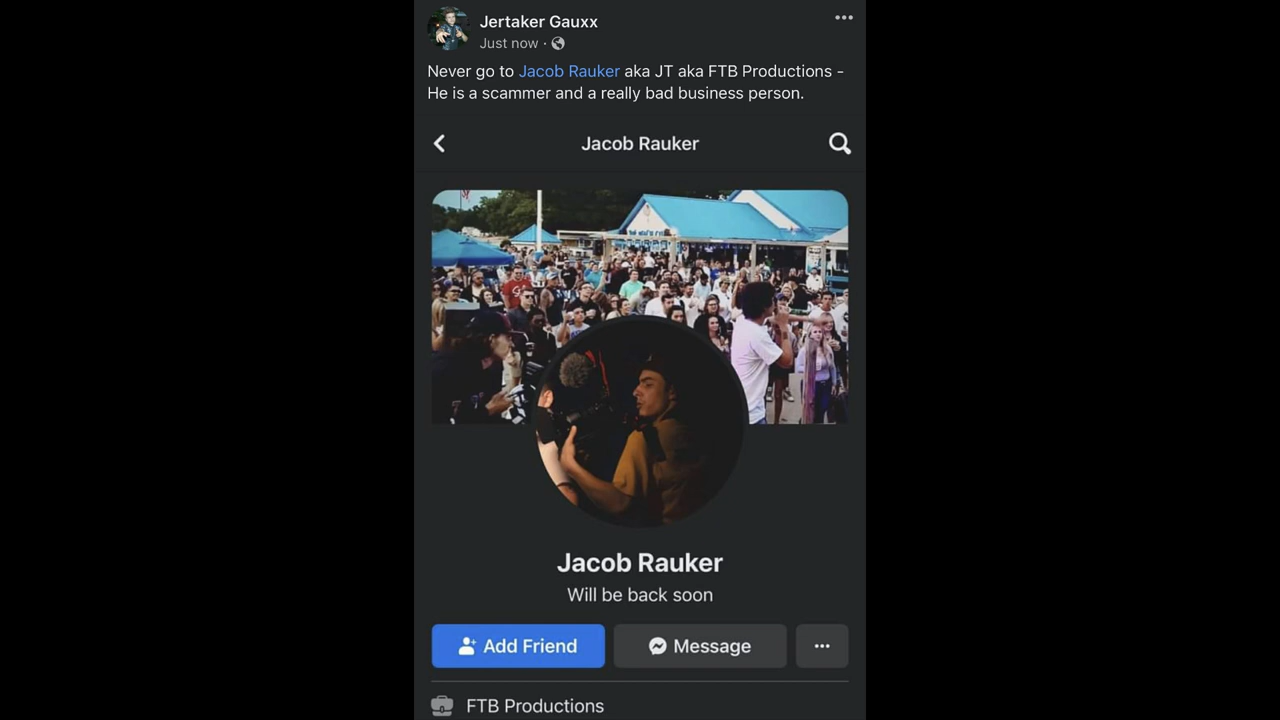 Jertaker Gauxx
Just now ·
Never go to Jacob Rauker aka JT aka FTB Productions -
He is a scammer and a really bad business person.
Jacob Rauker
Jacob Rauker
Will be back soon
Add Friend
Message
FTB Productions